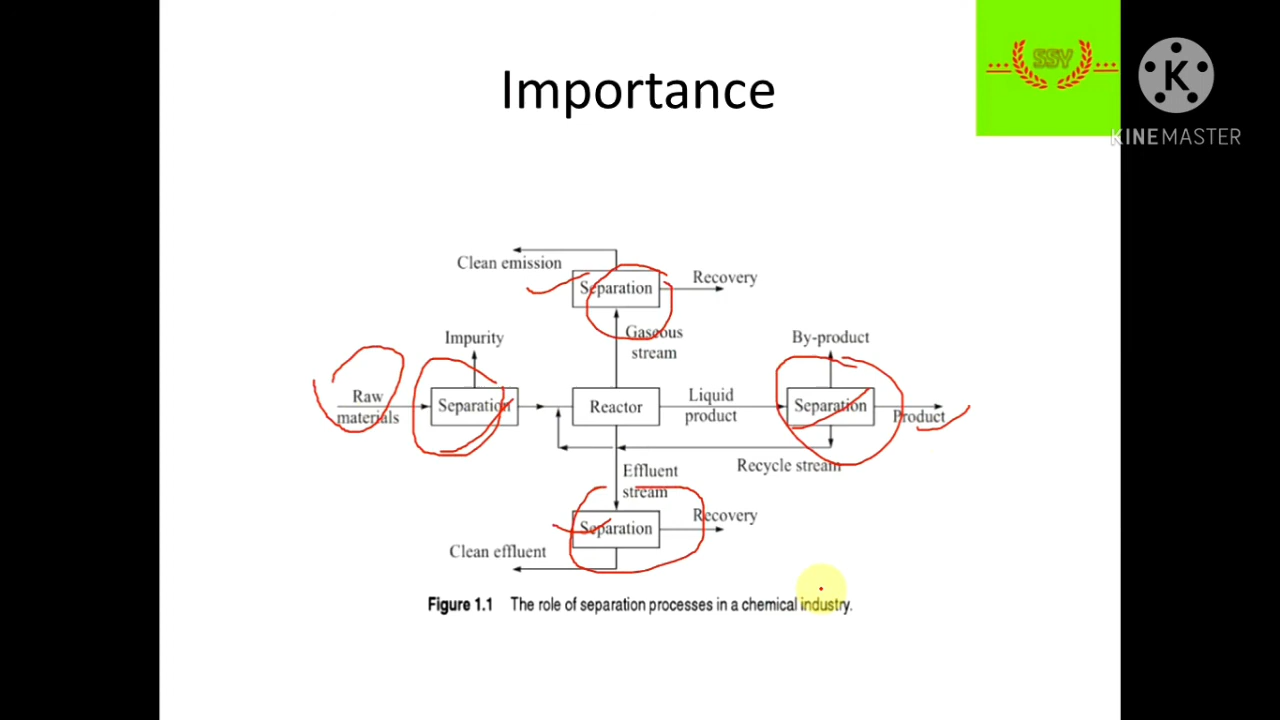 SSY
K
KINEMASTER
Importance
Clean emission
Separation
Recovery
Impurity
Gaseous
stream
By-product
Raw
materials
Separation
Reactor
Liquid
product
Separation
Product
Effluent
stream
Recycle stream
Separation
Recovery
Clean effluent
Figure 1.1 The role of separation processes in a chemical industry.